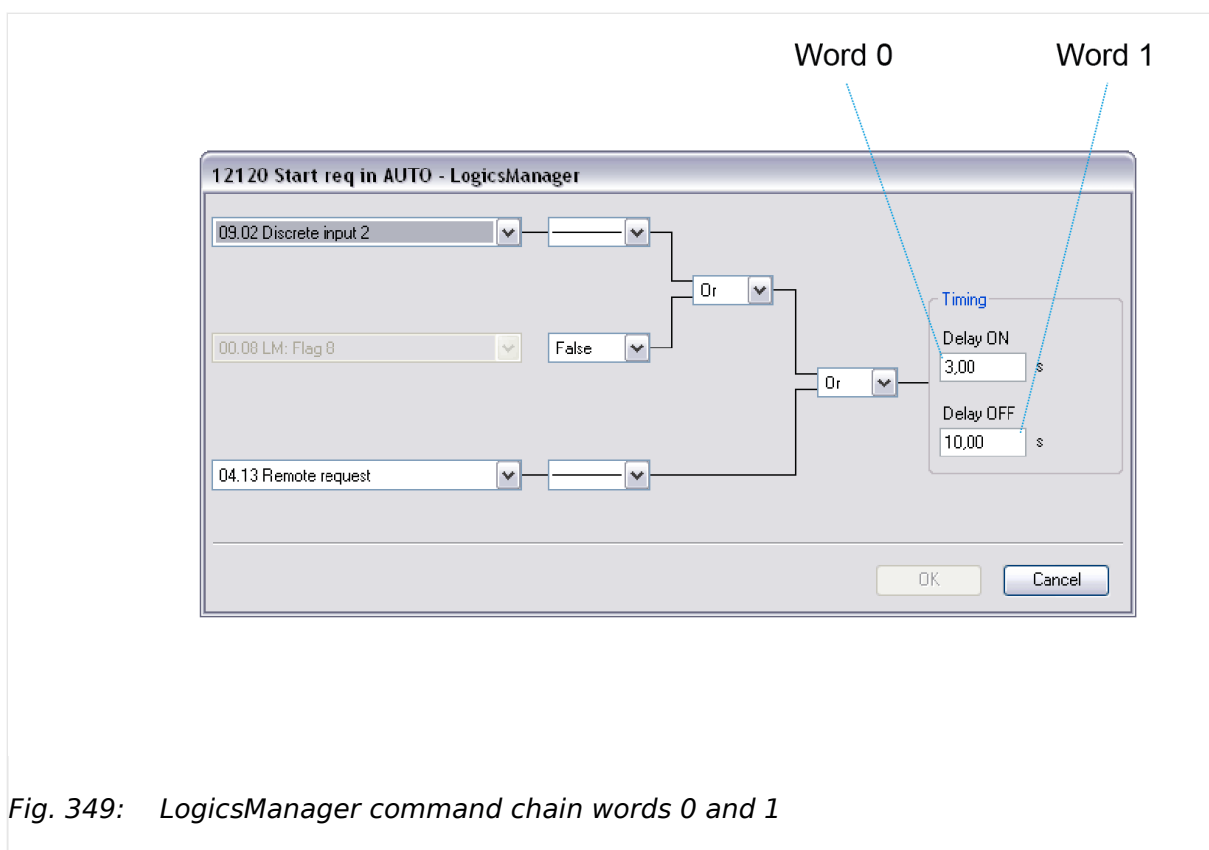 Word 0 Word 1
12120 Start req in AUTO - LogicsManager
09.02 Discrete input 2
Or
Timing
Delay ON
00.08 LM: Flag 8 False
3,00 s
Or
Delay OFF
10,00 s
04.13 Remote request
OK Cancel
Fig. 349: LogicsManager command chain words 0 and 1